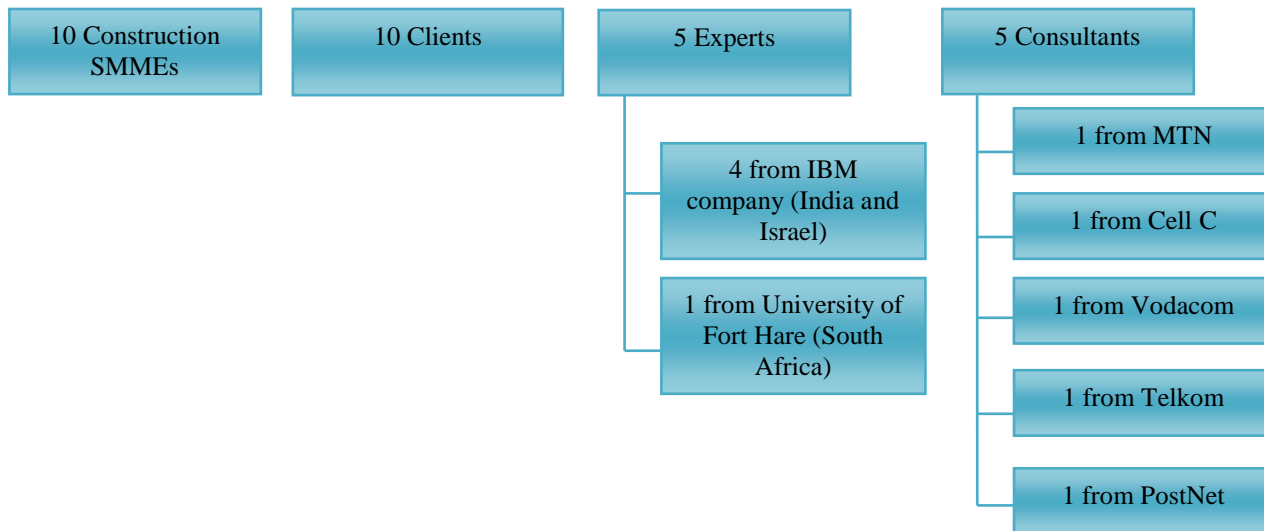 10 Construction
SMMEs
10 Clients
5 Experts
4 from IBM
company (India and
Israel)
1 from University of
Fort Hare (South
Africa)
5 Consultants
1 from MTN
1 from Cell C
1 from Vodacom
1 from Telkom
1 from PostNet